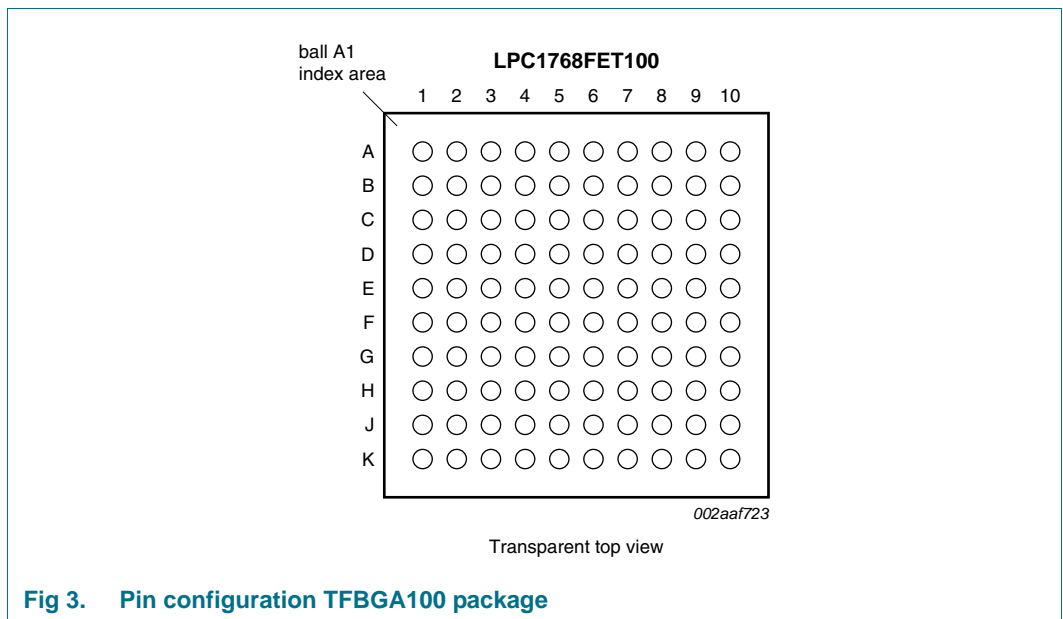 ball A1
index area
LPC1768FET100
1 2 3 4 5 6 7 8 9 10
A
B
C
D
E
F
G
H
J
K
002aaf723
Transparent top view
Fig 3. Pin configuration TFBGA100 package